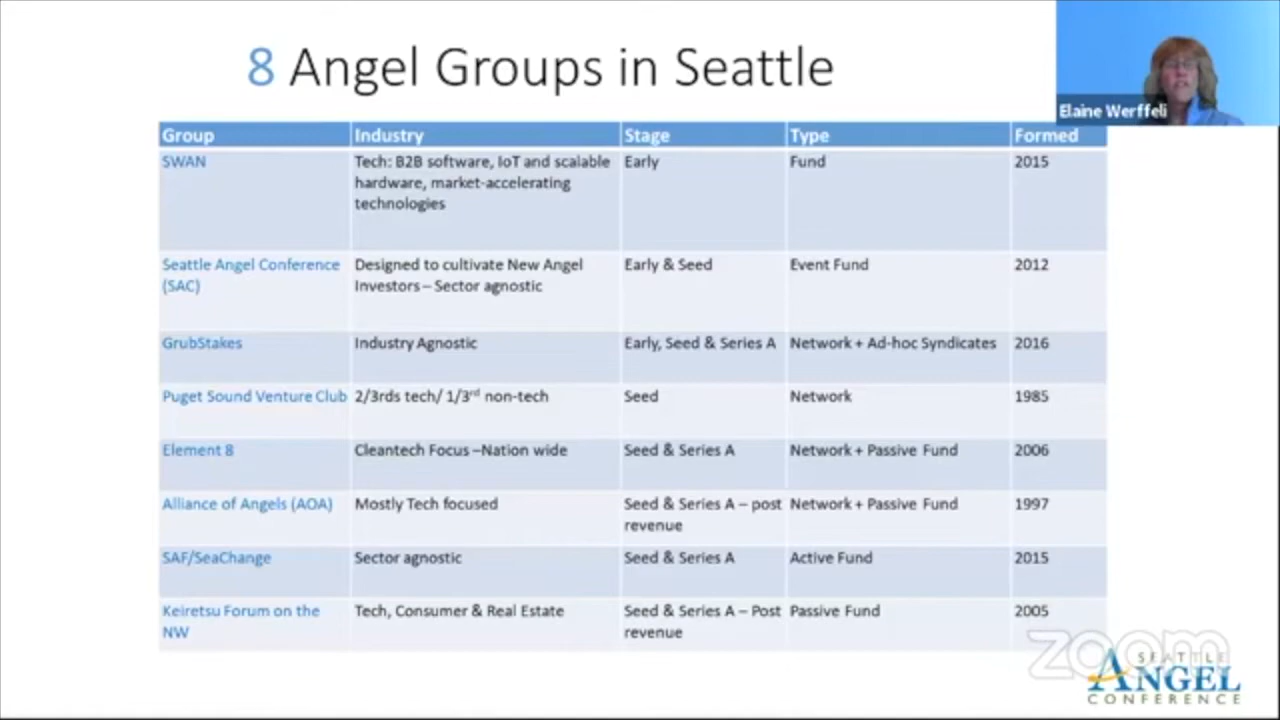 8 Angel Groups in Seattle
Elaine Werffeli
Group Industry Stage Type Formed
SWAN Tech: B2B software, IoT and scalable Early Fund 2015
hardware, market-accelerating
technologies
Seattle Angel Conference Designed to cultivate New Angel Early & Seed Event Fund 2012
(SAC) Investors – Sector agnostic
GrubStakes Industry Agnostic Early, Seed & Series A Network + Ad-hoc Syndicates 2016
Puget Sound Venture Club 2/3rds tech/ 1/3rd non-tech Seed Network 1985
Element 8 Cleantech Focus –Nation wide Seed & Series A Network + Passive Fund 2006
Alliance of Angels (AOA) Mostly Tech focused Seed & Series A – post Network + Passive Fund 1997
revenue
SAF/SeaChange Sector agnostic Seed & Series A Active Fund 2015
Keiretsu Forum on the Tech, Consumer & Real Estate Seed & Series A – Post Passive Fund 2005
NW revenue
zoom
SEATTLE
ANGEL
CONFERENCE